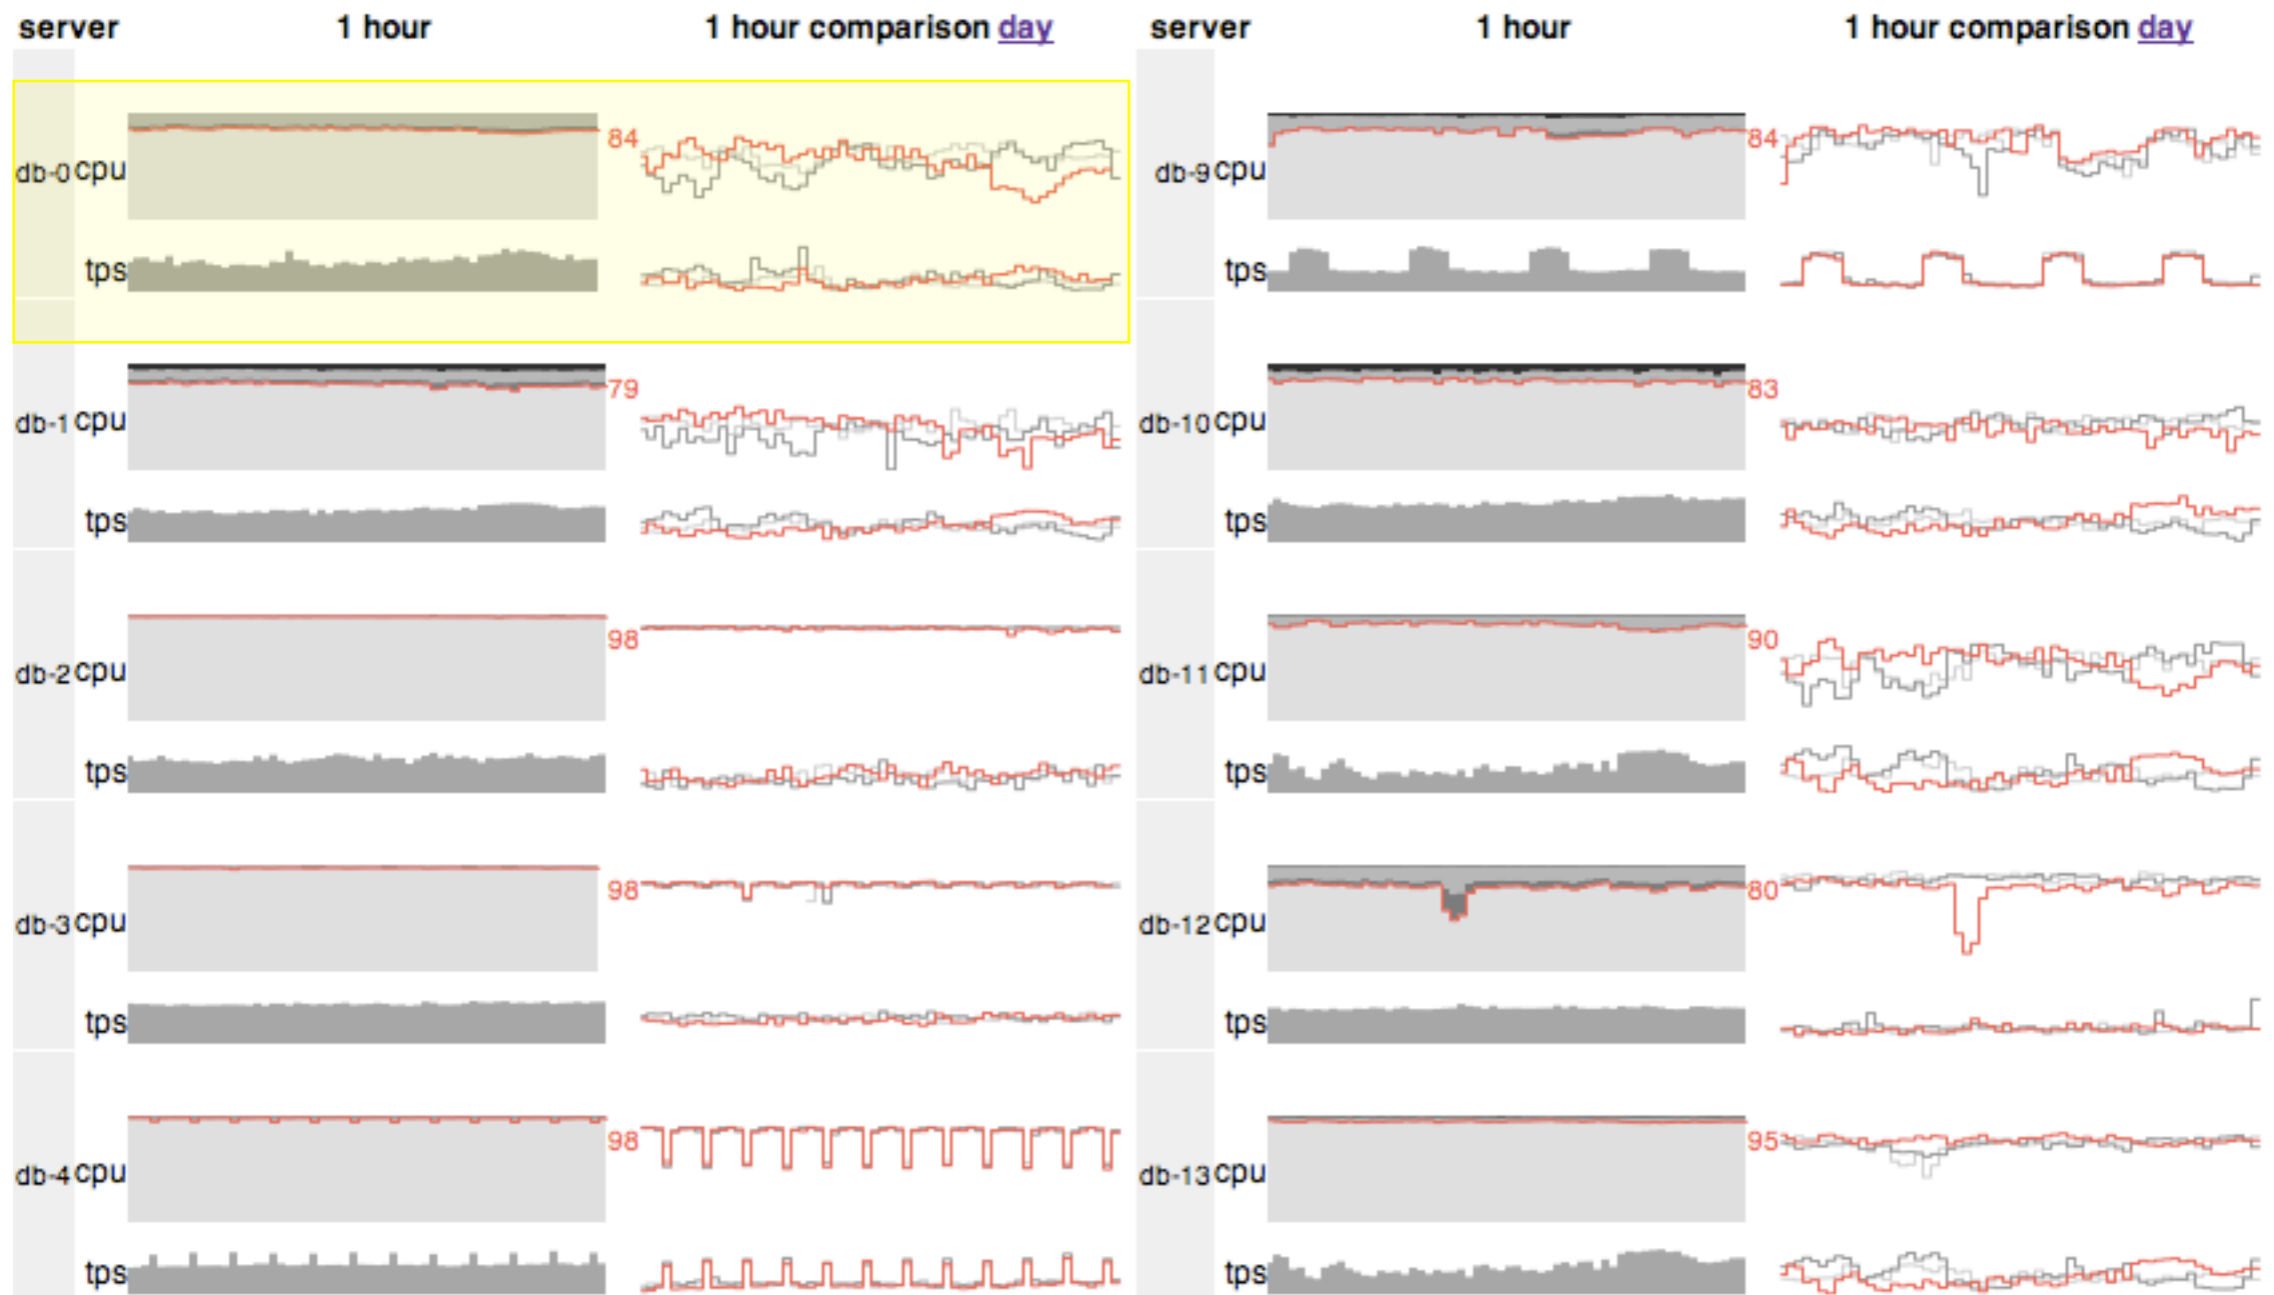 server 1 hour 1 hour comparison day server 1 hour 1 hour comparison day
84 84
db-0 cpu db-9 cpu
tps tps
79 83
db-1 cpu db-10 cpu
tps tps
98 90
db-2 cpu db-11 cpu
tps tps
98 80
db-3 cpu db-12 cpu
tps tps
98 95
db-4 cpu db-13 cpu
tps tps